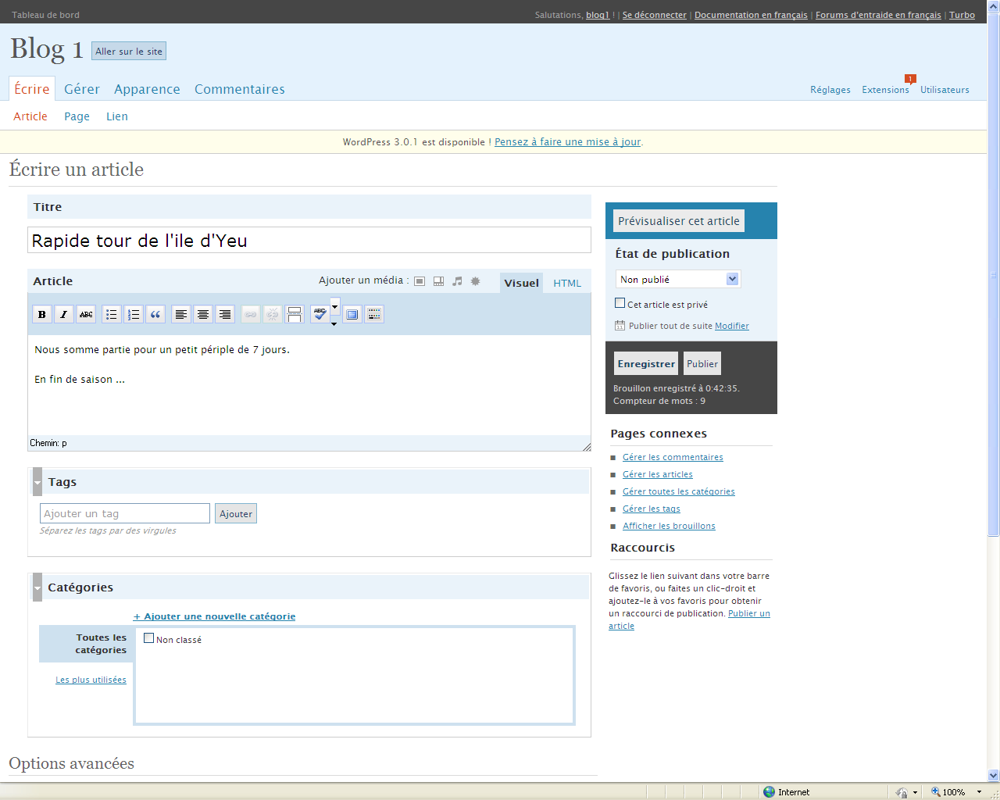 Tableau de bord
Salutations, blog1 ! | Se déconnecter | Documentation en français | Forums d'entraide en français | Turbo
Blog 1 Aller sur le site
Écrire Gérer Apparence Commentaires
1
Réglages Extensions Utilisateurs
Article Page Lien
WordPress 3.0.1 est disponible ! Pensez à faire une mise à jour.
Écrire un article
Titre
Rapide tour de l'ile d'Yeu
Article
Ajouter un média :
Visuel HTML
B I ABC
ABC
Nous somme partie pour un petit périple de 7 jours.
En fin de saison ...
Chemin: p
Tags
Ajouter un tag Ajouter
Séparez les tags par des virgules
Catégories
+ Ajouter une nouvelle catégorie
Toutes les
catégories
Les plus utilisées
Non classé
Options avancées
Prévisualiser cet article
État de publication
Non publié
Cet article est privé
Publier tout de suite Modifier
Enregistrer Publier
Brouillon enregistré à 0:42:35.
Compteur de mots : 9
Pages connexes
Gérer les commentaires
Gérer les articles
Gérer toutes les catégories
Gérer les tags
Afficher les brouillons
Raccourcis
Glissez le lien suivant dans votre barre
de favoris, ou faites un clic-droit et
ajoutez-le à vos favoris pour obtenir
un raccourci de publication. Publier un
article
Internet
100%